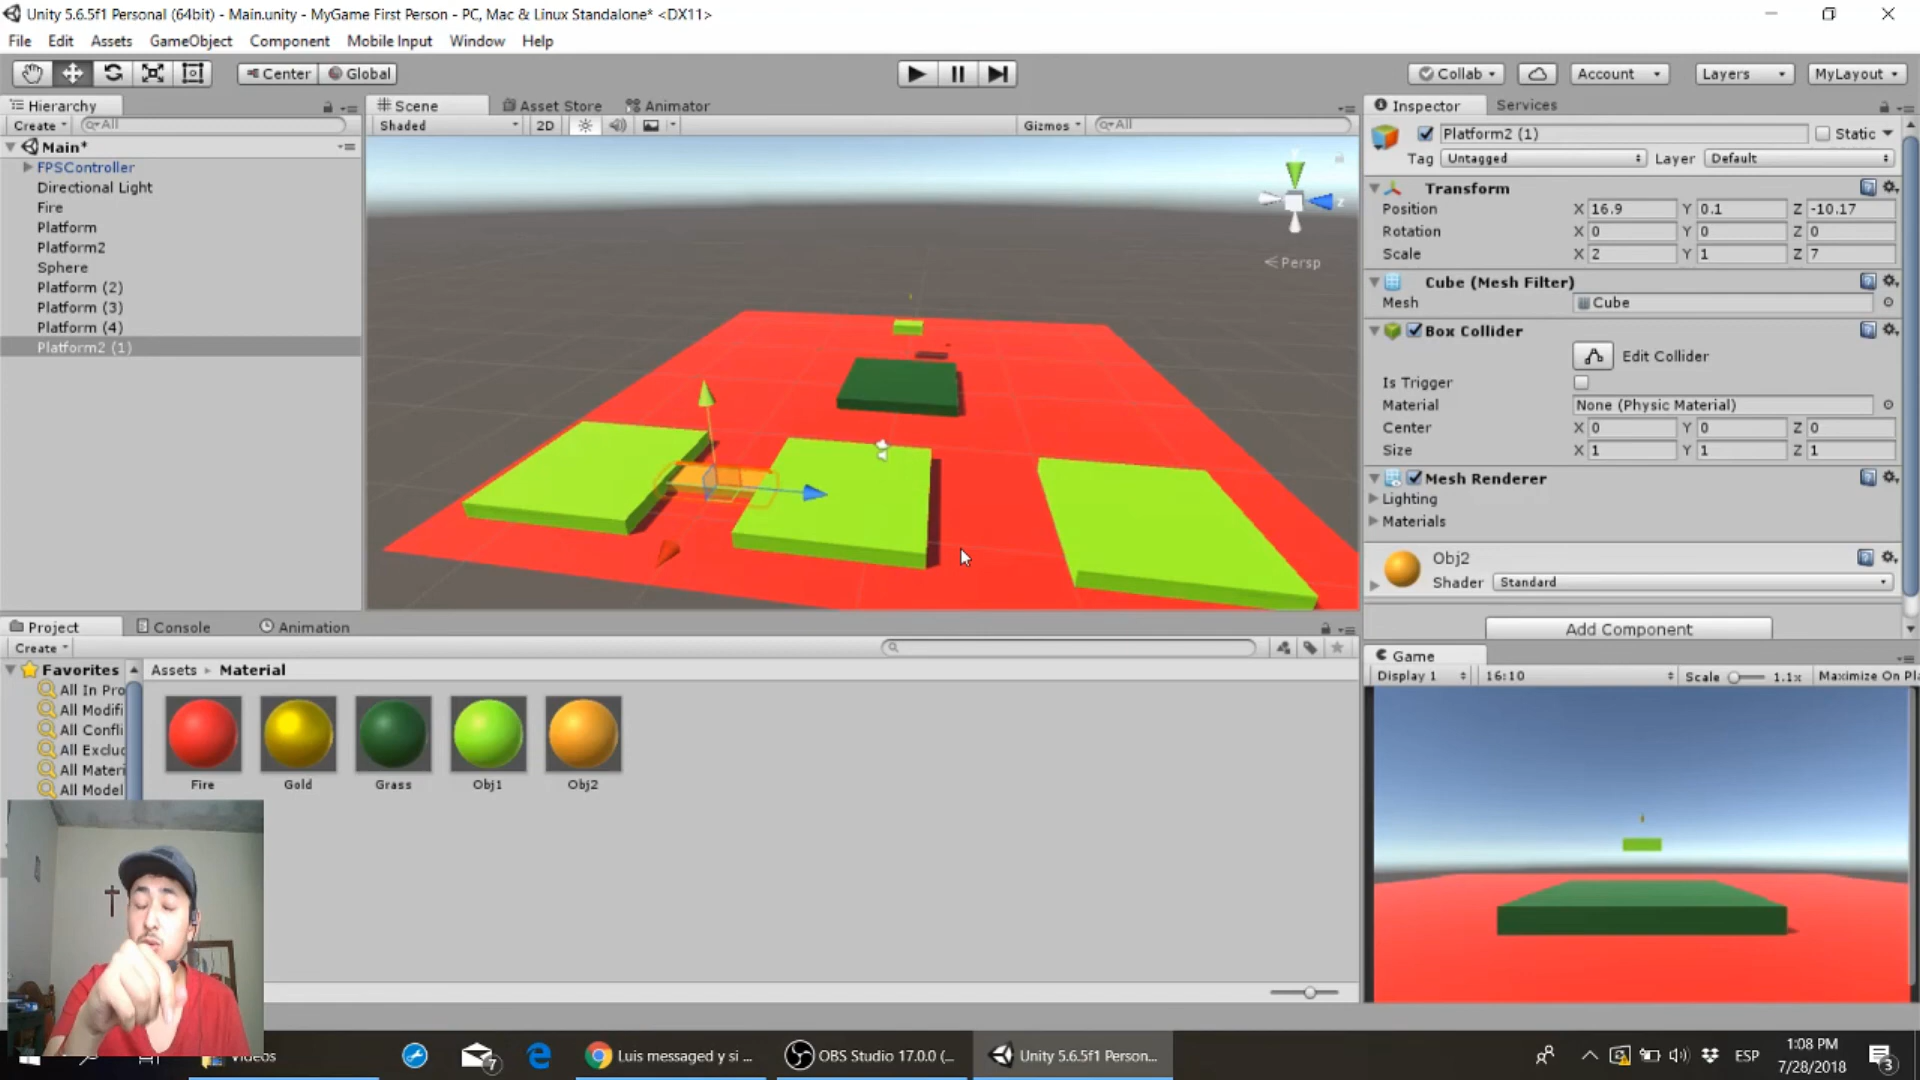 Unity 5.6.5f1 Personal (64bit) - Main.unity - MyGame First Person - PC, Mac & Linux Standalone* <DX11>
File Edit Assets GameObject Component Mobile Input Window Help
Center Global
Collab Account Layers MyLayout
Hierarchy
Create All
Main*
FPSController
Directional Light
Fire
Platform
Platform2
Sphere
Platform (2)
Platform (3)
Platform (4)
Platform2 (1)
Scene Asset Store Animator
Shaded 2D Gizmos All
Persp
Inspector Services
Platform2 (1) Static
Tag Untagged Layer Default
Transform
Position X 16.9 Y 0.1 Z -10.17
Rotation X 0 Y 0 Z 0
Scale X 2 Y 1 Z 7
Cube (Mesh Filter)
Mesh Cube
Box Collider
Edit Collider
Is Trigger
Material None (Physic Material)
Center X 0 Y 0 Z 0
Size X 1 Y 1 Z 1
Mesh Renderer
Lighting
Materials
Obj2
Shader Standard
Add Component
Project Console Animation
Create
Favorites
All In Pro
All Modifi
All Confli
All Exclu
All Materi
All Model
Assets Material
Fire Gold Grass Obj1 Obj2
Game
Display 1 16:10 Scale 1.1x Maximize On Pl
Videos
7
Luis messaged y si ...
OBS Studio 17.0.0 (...
Unity 5.6.5f1 Person...
ESP
1:08 PM
7/28/2018
3